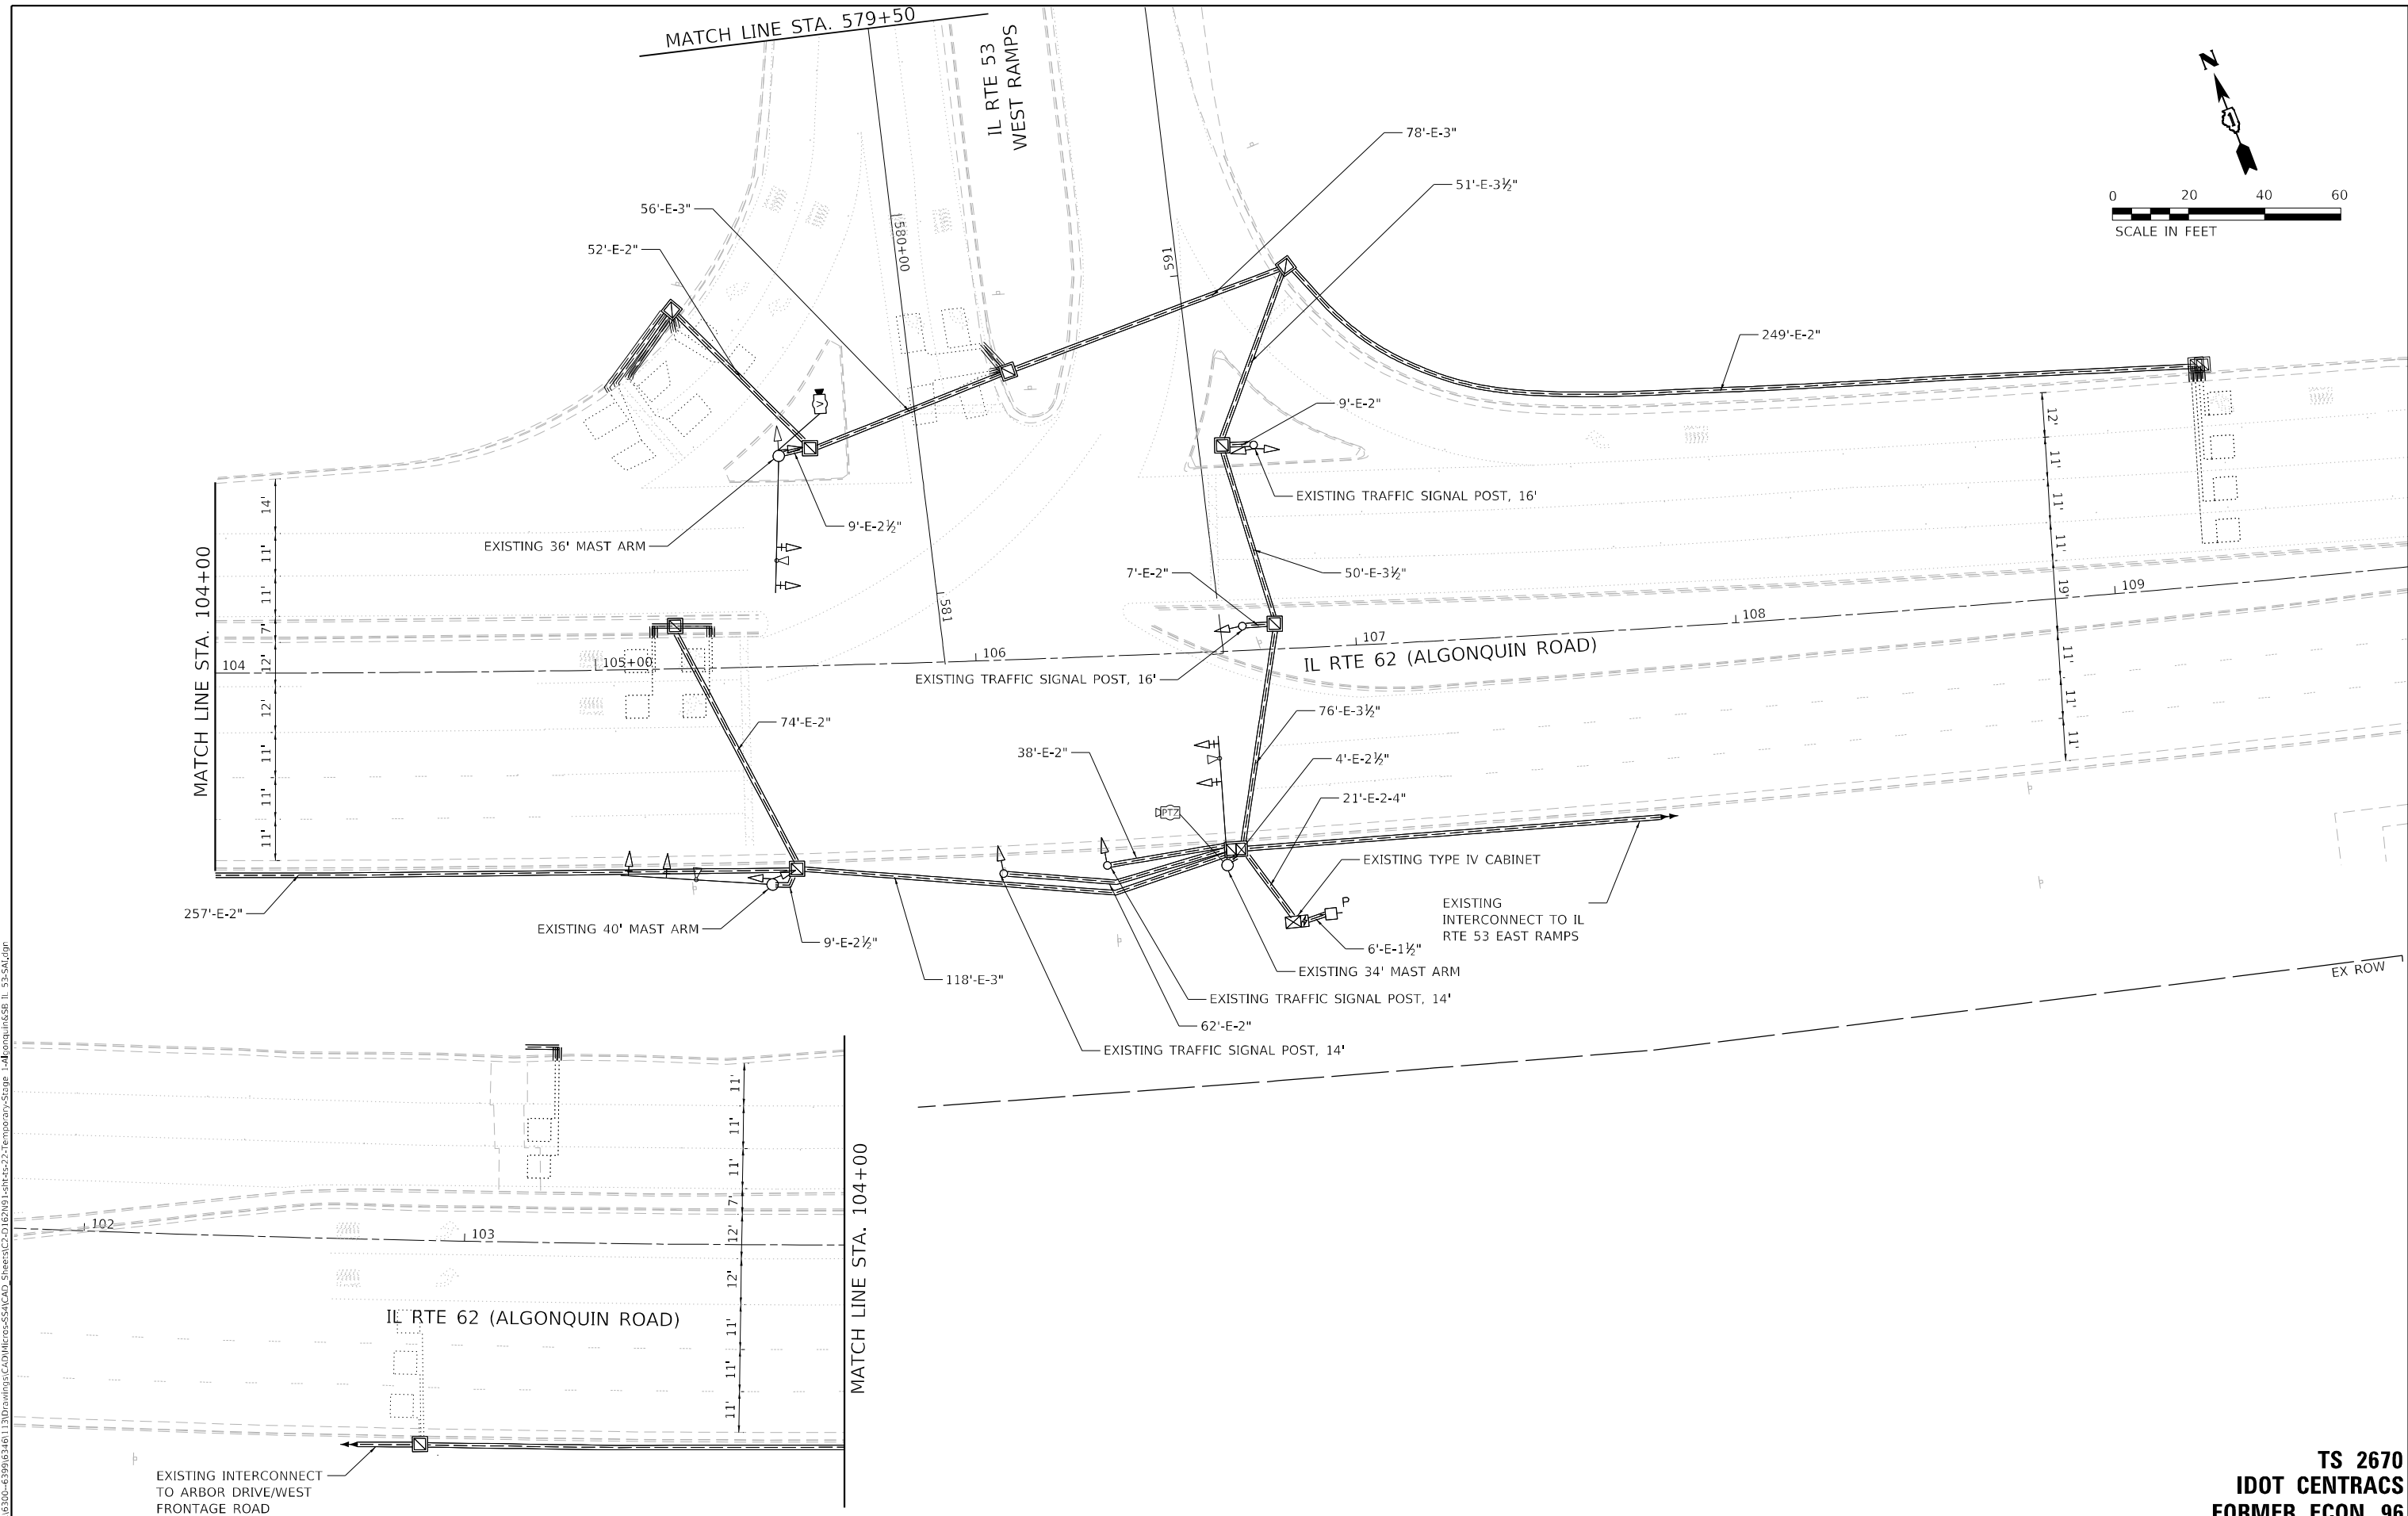 MATCH LINE STA. 579+50
IL RTE 53
WEST RAMPS
N
1
0 20 40 60
SCALE IN FEET
78'-E-3"
51'-E-3½"
56'-E-3"
52'-E-2"
580+00
591
249'-E-2"
9'-E-2"
V
EXISTING TRAFFIC SIGNAL POST, 16'
9'-E-2½"
EXISTING 36' MAST ARM
50'-E-3½"
7'-E-2"
581
MATCH LINE STA. 104+00
14'
11'
11'
7'
12'
12'
11'
11'
11'
12'
11'
11'
11'
19'
11'
11'
11'
104
105+00
106
107
108
109
IL RTE 62 (ALGONQUIN ROAD)
EXISTING TRAFFIC SIGNAL POST, 16'
74'-E-2"
76'-E-3½"
38'-E-2"
4'-E-2½"
21'-E-2-4"
PTZ
EXISTING TYPE IV CABINET
P
257'-E-2"
EXISTING 40' MAST ARM
9'-E-2½"
118'-E-3"
EXISTING
INTERCONNECT TO IL
RTE 53 EAST RAMPS
6'-E-1½"
EXISTING 34' MAST ARM
EXISTING TRAFFIC SIGNAL POST, 14'
62'-E-2"
EXISTING TRAFFIC SIGNAL POST, 14'
EX ROW
11'
11'
11'
7'
12'
12'
11'
11'
11'
102
103
IL RTE 62 (ALGONQUIN ROAD)
MATCH LINE STA. 104+00
EXISTING INTERCONNECT
TO ARBOR DRIVE/WEST
FRONTAGE ROAD
TS 2670
IDOT CENTRACS
FORMER ECON 96